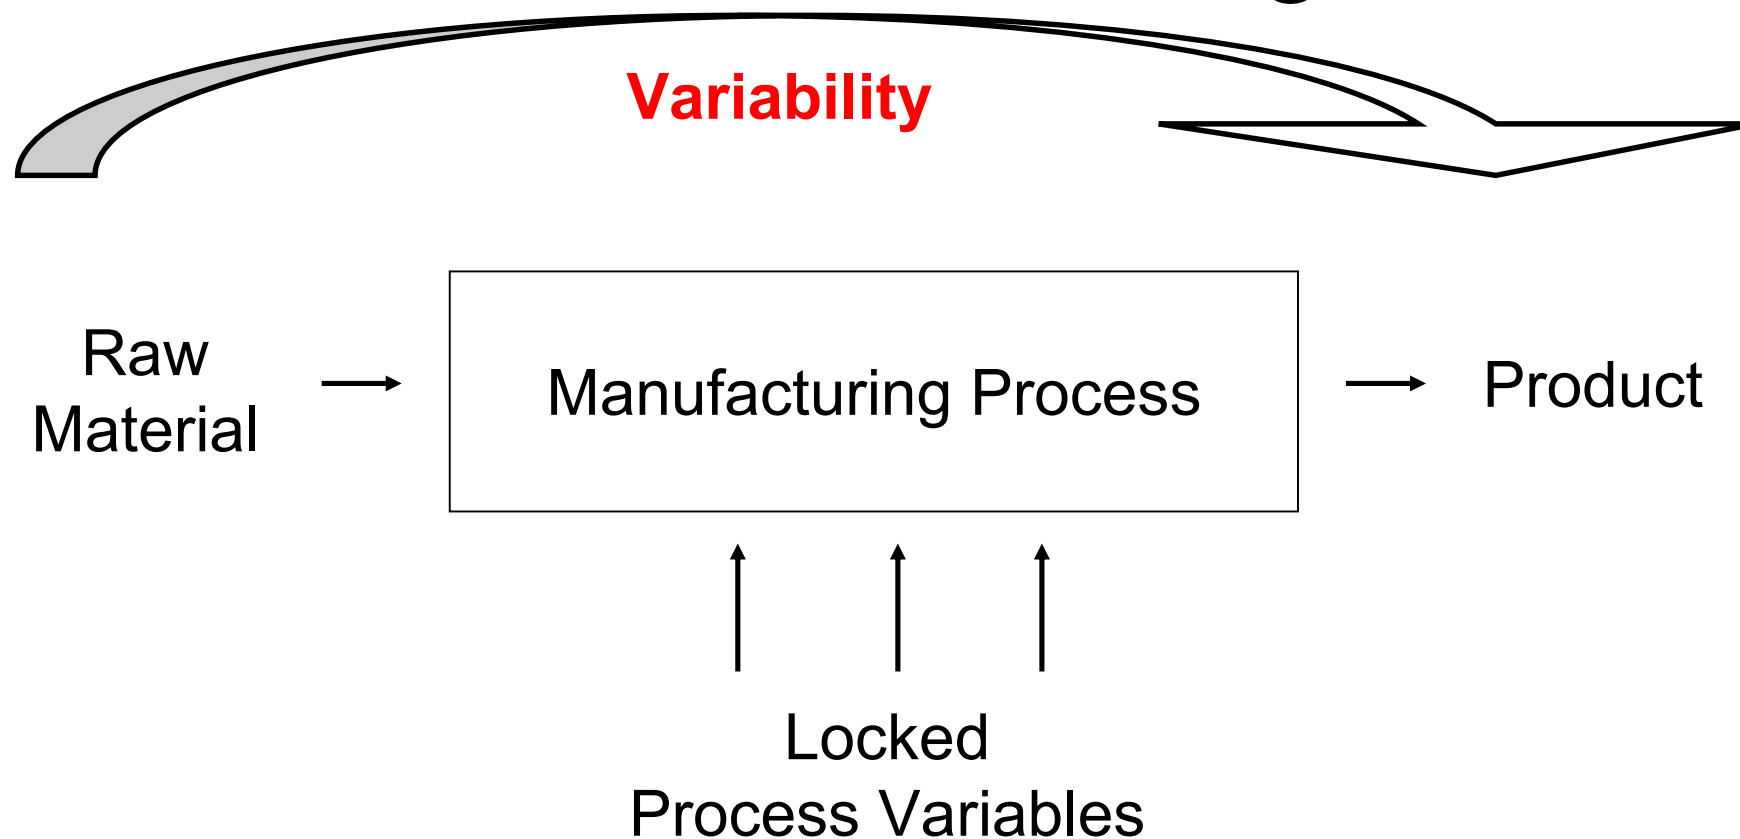 Variability
Raw
Material
Manufacturing Process
Product
Locked
Process Variables